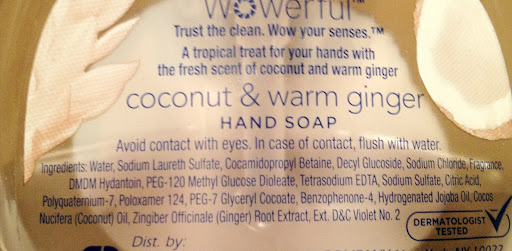 Wowerful™
Trust the clean. Wow your senses.™
A tropical treat for your hands with
the fresh scent of coconut and warm ginger
coconut & warm ginger
HAND SOAP
Avoid contact with eyes. In case of contact, flush with water.
Ingredients: Water, Sodium Laureth Sulfate, Cocamidopropyl Betaine, Decyl Glucoside, Sodium Chloride, Fragrance,
DMDM Hydantoin, PEG-120 Methyl Glucose Dioleate, Tetrasodium EDTA, Sodium Sulfate, Citric Acid,
Polyquaternium-7, Poloxamer 124, PEG-7 Glyceryl Cocoate, Benzophenone-4, Hydrogenated Jojoba Oil, Cocos
Nucifera (Coconut) Oil, Zingiber Officinale (Ginger) Root Extract, Ext. D&C Violet No. 2
DERMATOLOGIST
TESTED
Dist. by:
NY 10022